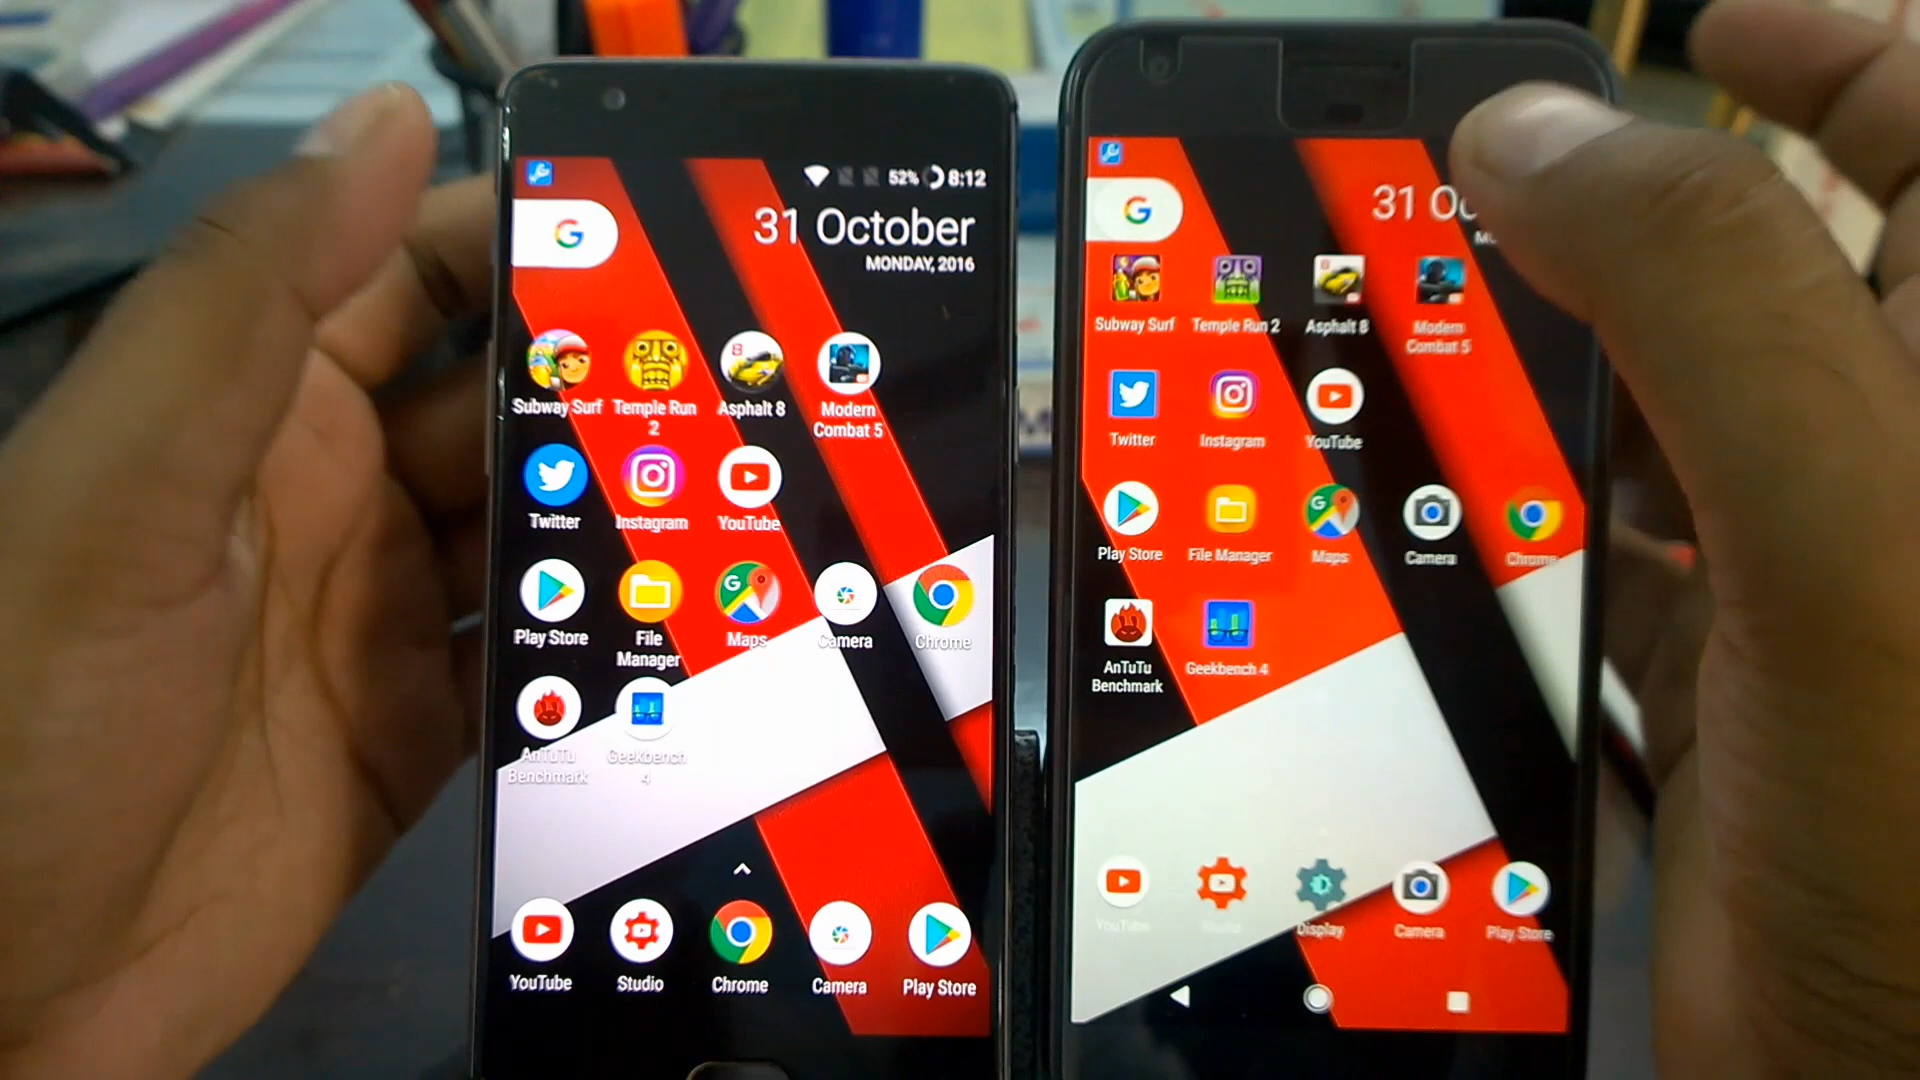 52% 8:12
31 October
MONDAY, 2016
Subway Surf
Temple Run
2
Asphalt 8
Modern
Combat 5
Twitter
Instagram
YouTube
Play Store
File
Manager
Maps
Camera
Chrome
AnTuTu
Benchmark
Geekbench
4
YouTube
Studio
Chrome
Camera
Play Store
31 Oc
Subway Surf
Temple Run 2
Asphalt 8
Modern
Combat 5
Twitter
Instagram
YouTube
Play Store
File Manager
Maps
Camera
Chrome
AnTuTu
Benchmark
Geekbench 4
YouTube
Studio
Display
Camera
Play Store